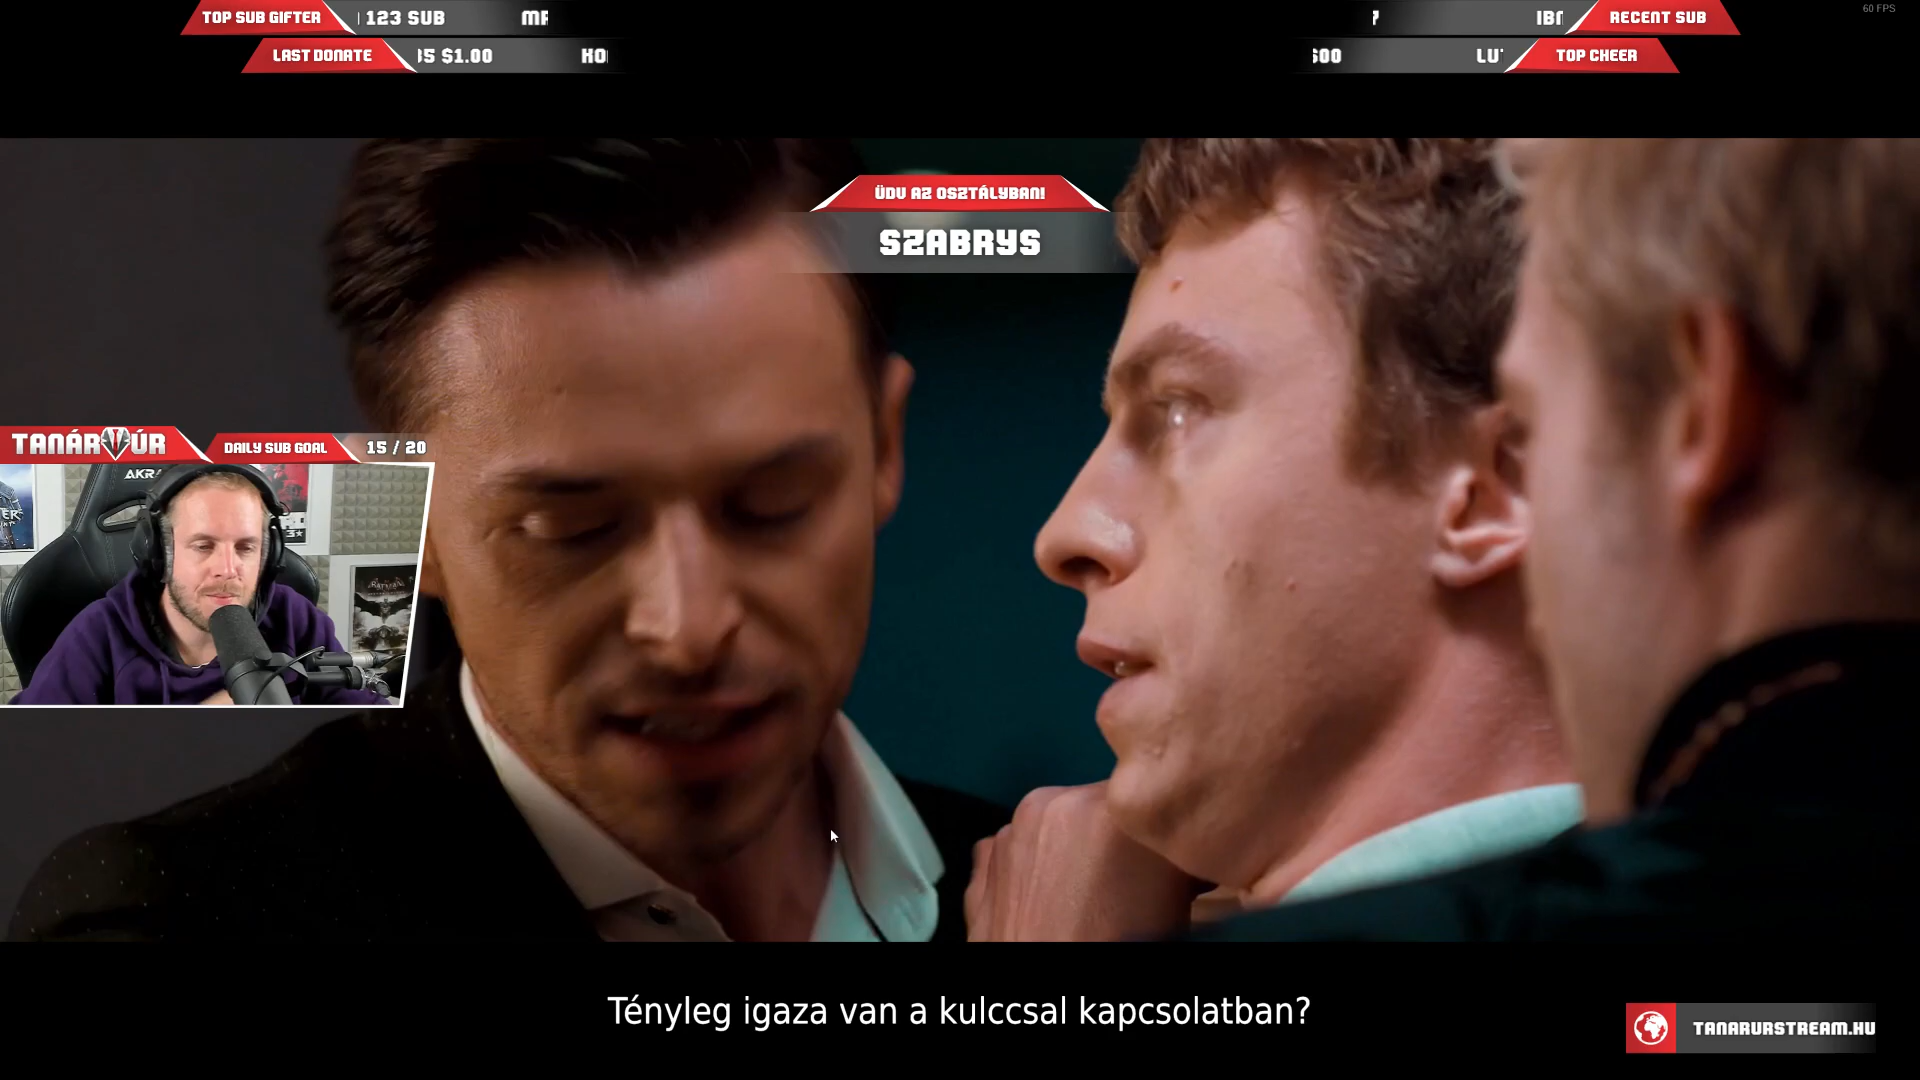 TOP SUB GIFTER
123 SUB
RECENT SUB
60 FPS
LAST DONATE
$1.00
TOP CHEER
ÜDV AZ OSZTÁLYBAN!
SZABRYS
TANÁR ÚR
DAILY SUB GOAL
15 / 20
BATMAN
Tényleg igaza van a kulccsal kapcsolatban?
TANARURSTREAM.HU